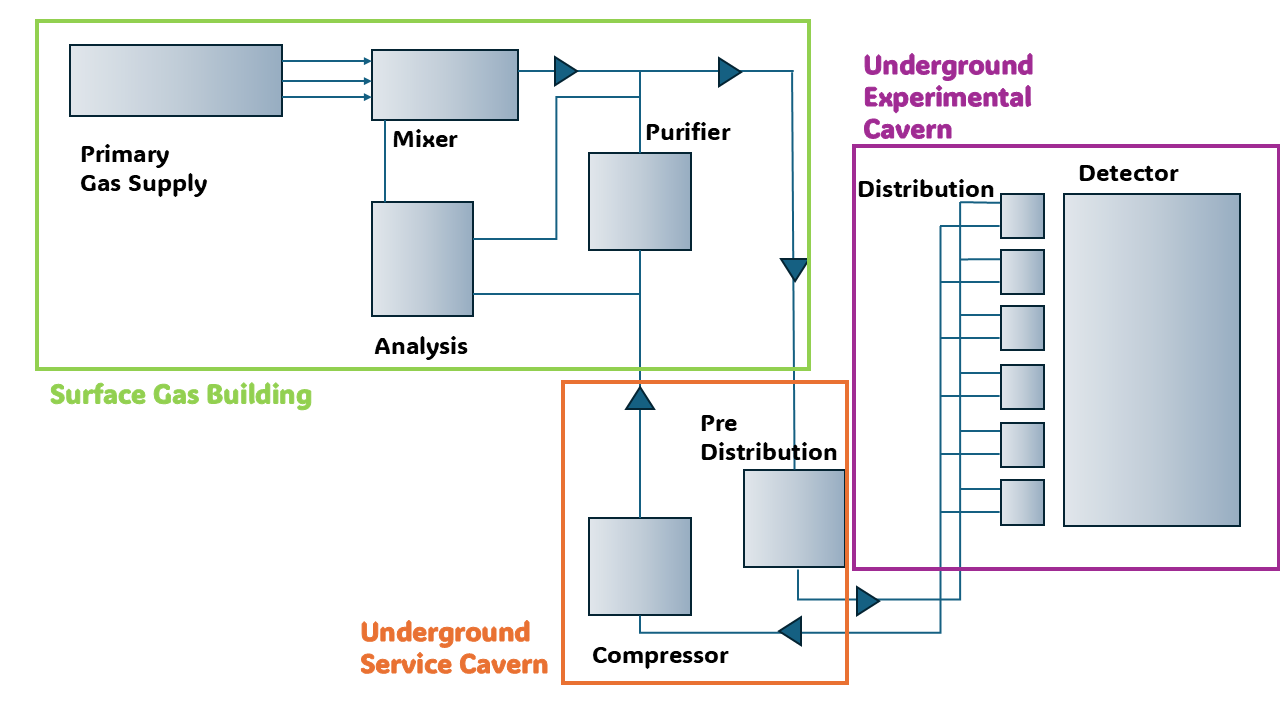 Underground
Experimental
Cavern
Mixer
Purifier
Primary
Gas Supply
Detector
Distribution
Analysis
Surface Gas Building
Pre
Distribution
Underground
Service Cavern
Compressor